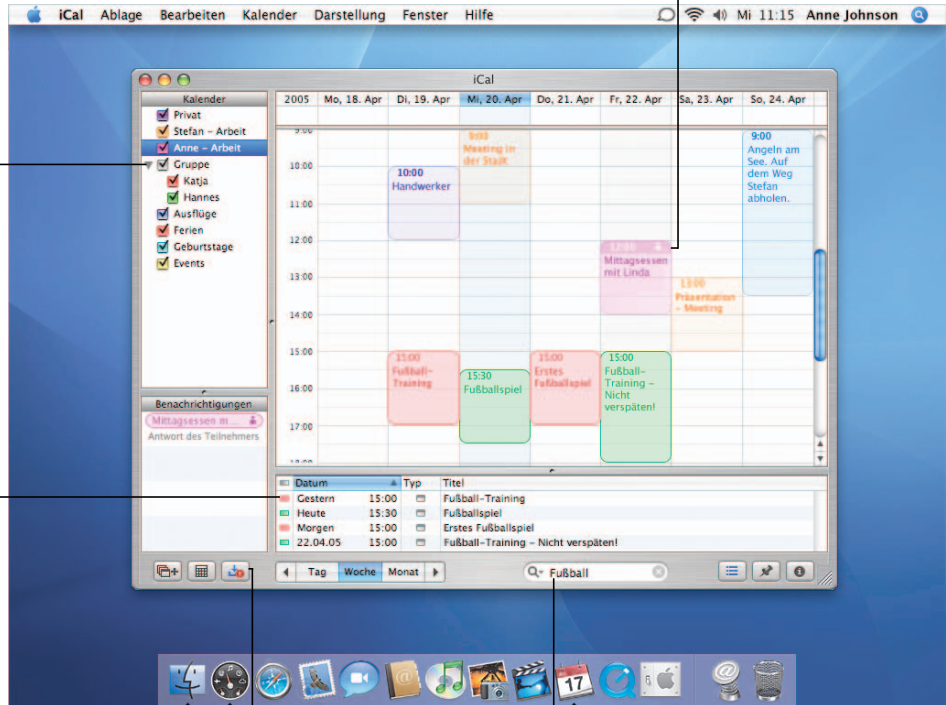 iCal Ablage Bearbeiten Kalender Darstellung Fenster Hilfe Mi 11:15 Anne Johnson
iCal
Kalender
Privat
Stefan – Arbeit
Anne – Arbeit
Gruppe
Katja
Hannes
Ausflüge
Ferien
Geburtstage
Events
2005 Mo, 18. Apr Di, 19. Apr Mi, 20. Apr Do, 21. Apr Fr, 22. Apr Sa, 23. Apr So, 24. Apr
9:00
10:00
11:00
12:00
13:00
14:00
15:00
16:00
17:00
18:00
10:00
Handwerker
15:00
Fußball–
Training
9:00
Meeting in
der Stadt
15:30
Fußballspiel
15:00
Erstes
Fußballspiel
12:00
Mittagsessen
mit Linda
15:00
Fußball–
Training –
Nicht
verspäten!
13:00
Präsentation
– Meeting
9:00
Angeln am
See. Auf
dem Weg
Stefan
abholen.
Benachrichtigungen
Mittagsessen m...
Antwort des Teilnehmers
Datum Typ Titel
Gestern 15:00 Fußball–Training
Heute 15:30 Fußballspiel
Morgen 15:00 Erstes Fußballspiel
22.04.05 15:00 Fußball–Training – Nicht verspäten!
Tag Woche Monat
Fußball
17